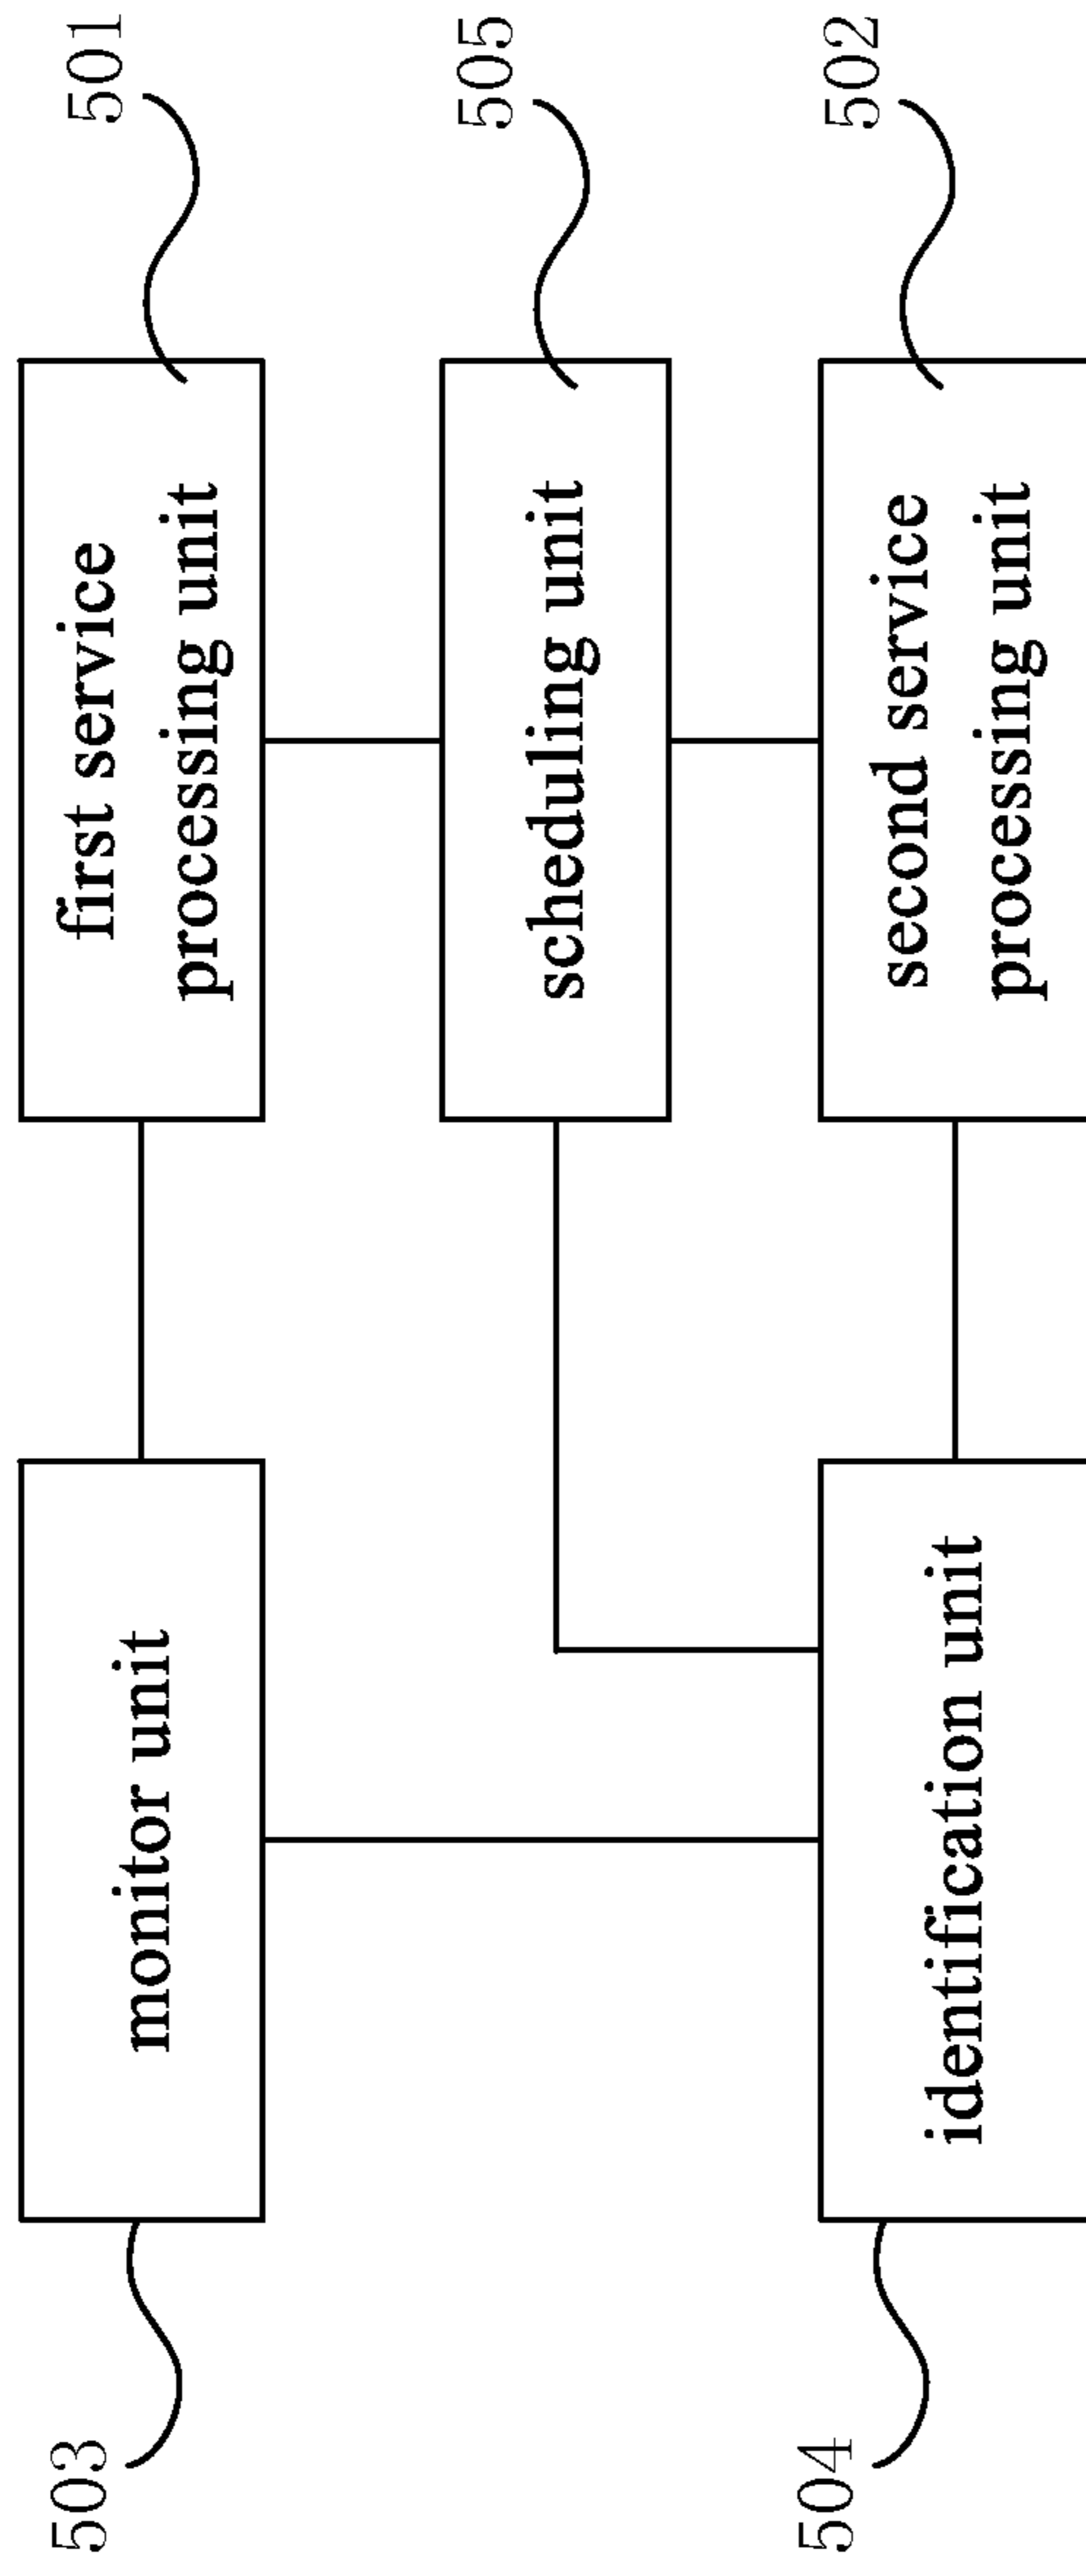 503
monitor unit
first service
processing unit
501
scheduling unit
505
504
identification unit
second service
processing unit
502